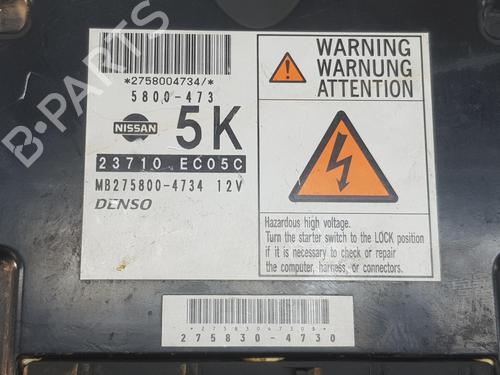 *2758004734/*
5800-473
NISSAN
5K
23710 EC05C
MB275800-4734 12V
DENSO
WARNING
WARNUNG
ATTENTION
Hazardous high voltage.
Turn the starter switch to the LOCK position
if it is necessary to check or repair
the computer, harness, or connectors.
*2758304730$*
275830-4730
B-PARTS